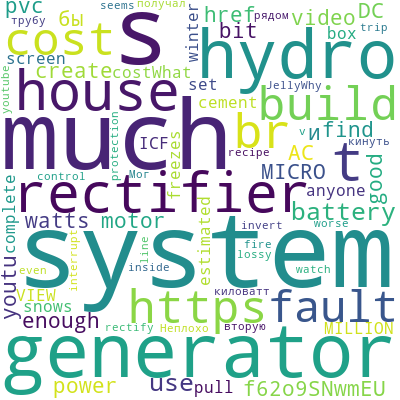 pvc трубу бы рядом получал seems
costs s href video DC
screen create costWhat bit winter box trip
house hydro
set JellyWhy
youtube much cement build
protection ICF br и find
recipe v кинуть
freezes AC t
rectifier MICRO anyone good
control Mor battery
complete watts motor line estimated invert
fire worse
system lossy
youtu even
VIEW interrupt inside https fault watch
snows enough rectify киловатт MILLION
generator
Неплохо вторую
power use pull f62o9SNwmEU